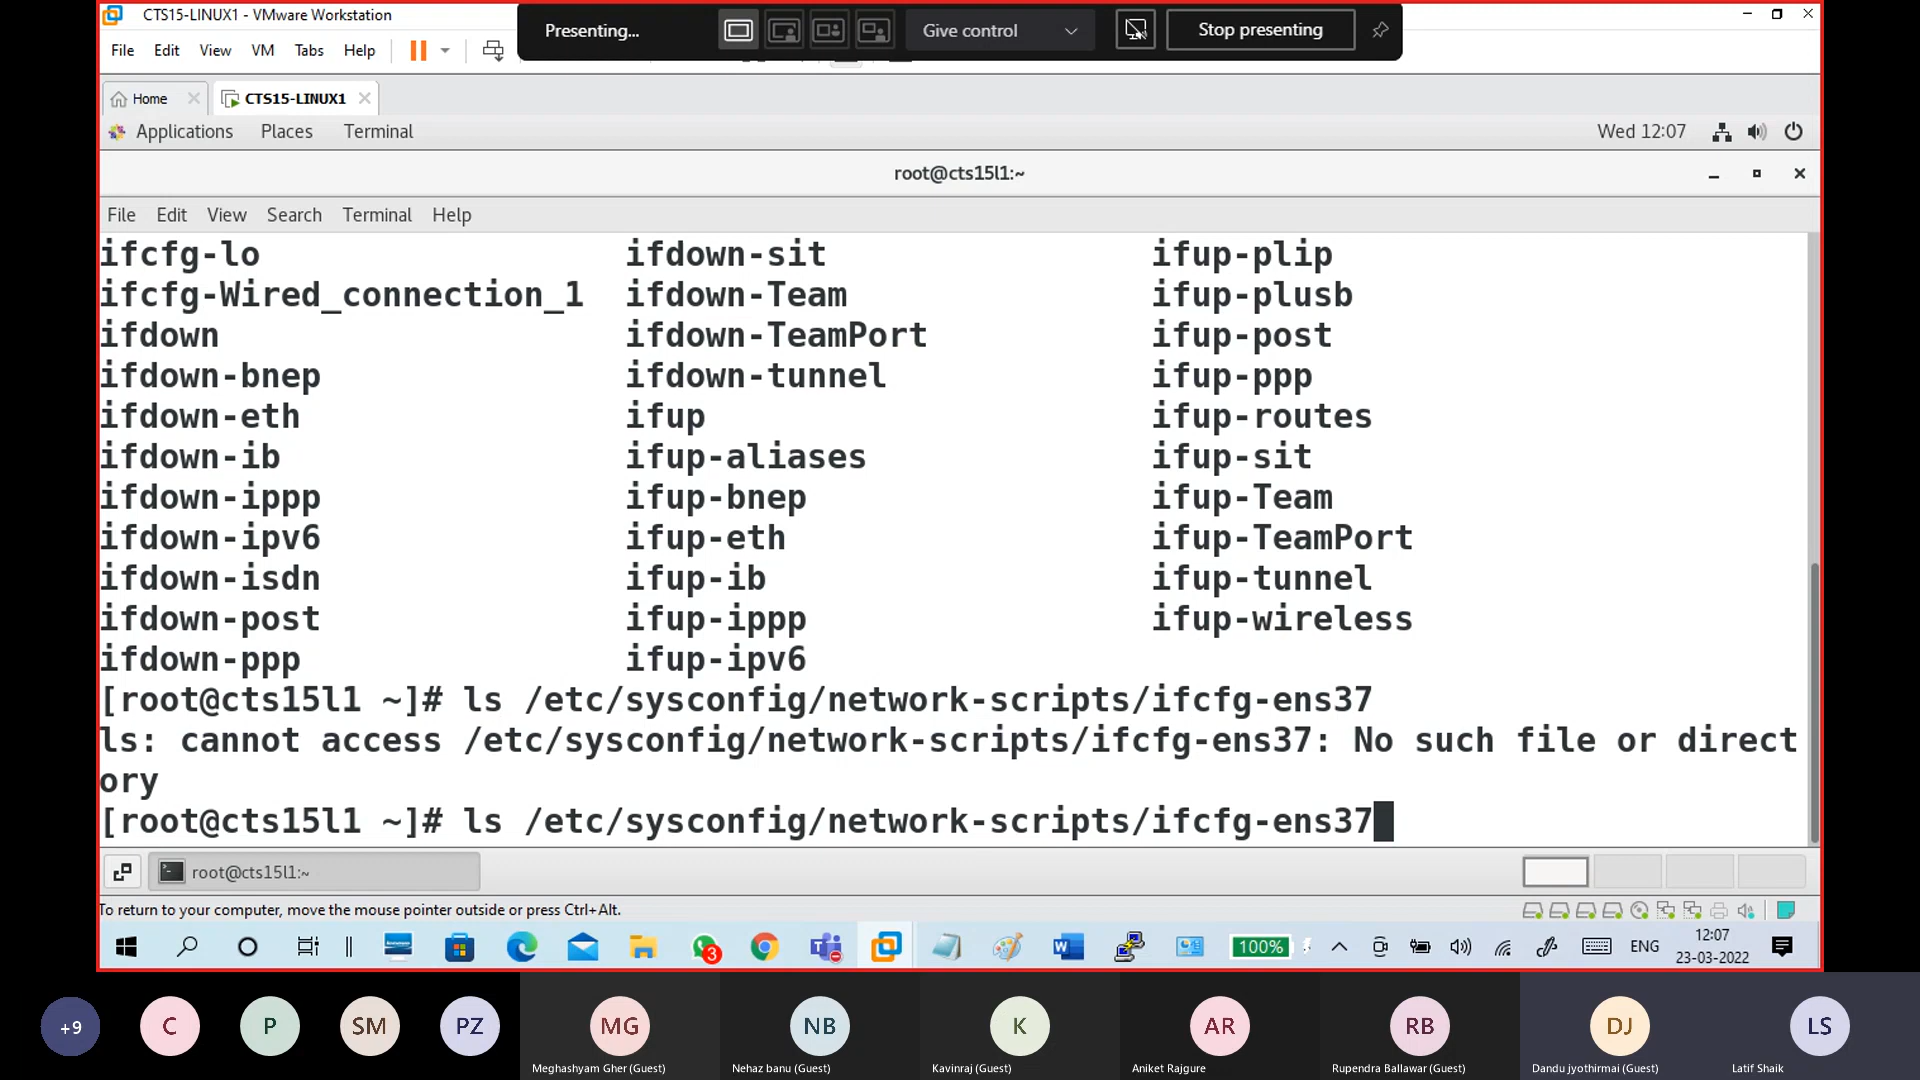 CTS15-LINUX1 - VMware Workstation
Presenting...
Give control
Stop presenting
File Edit View VM Tabs Help
Home
CTS15-LINUX1
Applications Places Terminal
Wed 12:07
root@cts15l1:~
File Edit View Search Terminal Help
ifcfg-lo ifdown-sit ifup-plip
ifcfg-Wired_connection_1 ifdown-Team ifup-plusb
ifdown ifdown-TeamPort ifup-post
ifdown-bnep ifdown-tunnel ifup-ppp
ifdown-eth ifup ifup-routes
ifdown-ib ifup-aliases ifup-sit
ifdown-ippp ifup-bnep ifup-Team
ifdown-ipv6 ifup-eth ifup-TeamPort
ifdown-isdn ifup-ib ifup-tunnel
ifdown-post ifup-ippp ifup-wireless
ifdown-ppp ifup-ipv6
[root@cts15l1 ~]# ls /etc/sysconfig/network-scripts/ifcfg-ens37
ls: cannot access /etc/sysconfig/network-scripts/ifcfg-ens37: No such file or direct
ory
[root@cts15l1 ~]# ls /etc/sysconfig/network-scripts/ifcfg-ens37
root@cts15l1:~
To return to your computer, move the mouse pointer outside or press Ctrl+Alt.
3
100%
ENG
12:07
23-03-2022
+9 C P SM PZ MG NB K AR RB DJ LS
Meghashyam Gher (Guest) Nehaz banu (Guest) Kavinraj (Guest) Aniket Rajgure Rupendra Ballawar (Guest) Dandu jyothirmai (Guest) Latif Shaik